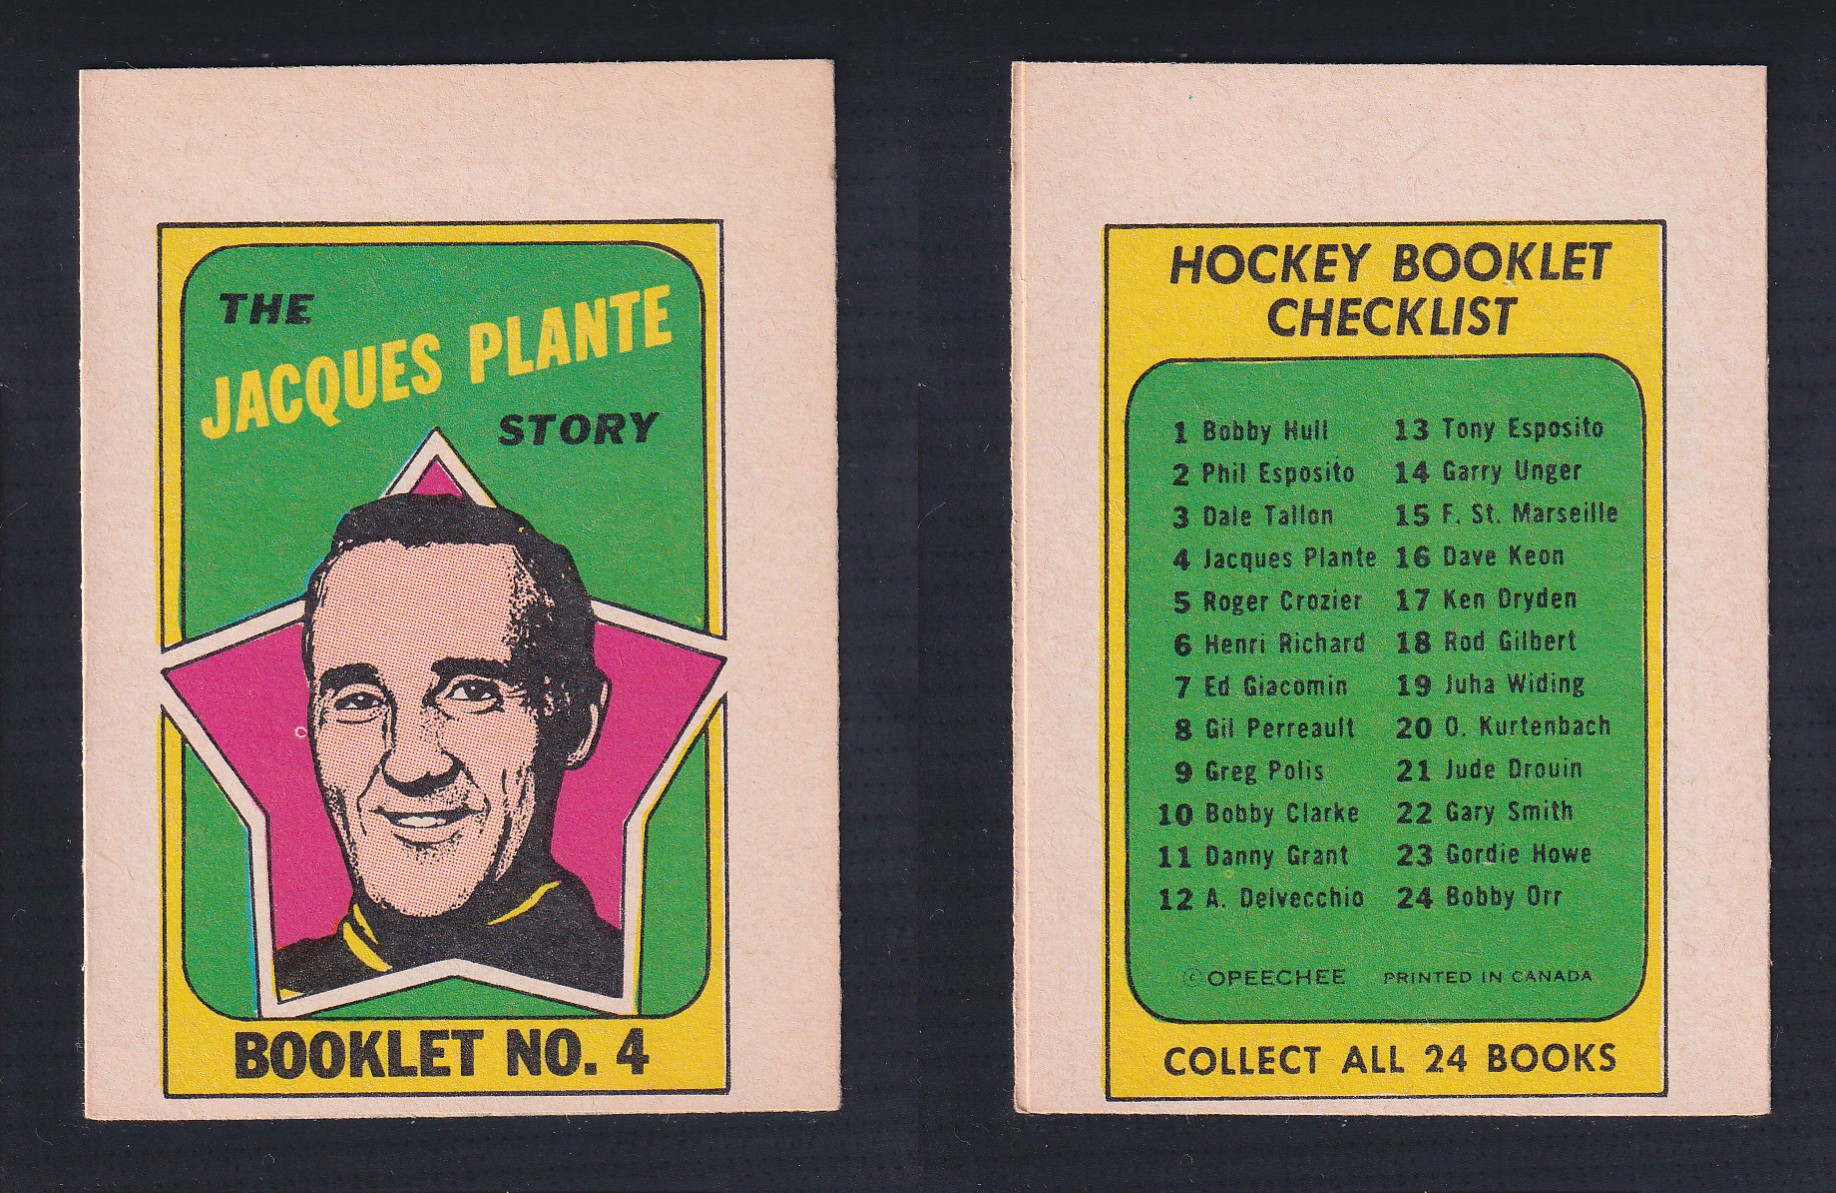 THE
JACQUES PLANTE
STORY
BOOKLET NO. 4
HOCKEY BOOKLET
CHECKLIST
1 Bobby Hull
2 Phil Esposito
3 Dale Tallon
4 Jacques Plante
5 Roger Crozier
6 Henri Richard
7 Ed Giacomin
8 Gil Perreault
9 Greg Polis
10 Bobby Clarke
11 Danny Grant
12 A. Delvecchio
13 Tony Esposito
14 Garry Unger
15 F. St. Marseille
16 Dave Keon
17 Ken Dryden
18 Rod Gilbert
19 Juha Widing
20 O. Kurtenbach
21 Jude Drouin
22 Gary Smith
23 Gordie Howe
24 Bobby Orr
© OPEECHEE PRINTED IN CANADA
COLLECT ALL 24 BOOKS